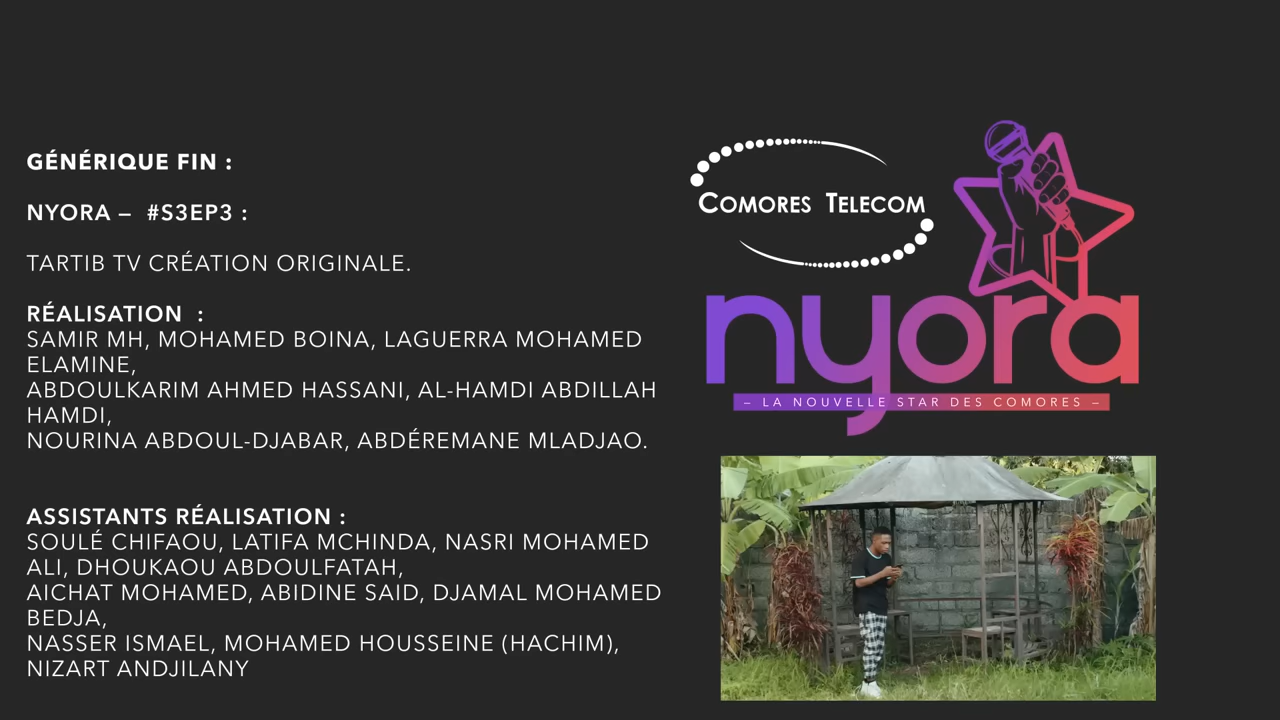 GÉNÉRIQUE FIN :
NYORA – #S3EP3 :
TARTIB TV CRÉATION ORIGINALE.
RÉALISATION :
SAMIR MH, MOHAMED BOINA, LAGUERRA MOHAMED
ELAMINE,
ABDOULKARIM AHMED HASSANI, AL-HAMDI ABDILLAH
HAMDI,
NOURINA ABDOUL-DJABAR, ABDÉREMANE MLADJAO.
ASSISTANTS RÉALISATION :
SOULÉ CHIFAOU, LATIFA MCHINDA, NASRI MOHAMED
ALI, DHOUKAOU ABDOULFATAH,
AICHAT MOHAMED, ABIDINE SAID, DJAMAL MOHAMED
BEDJA,
NASSER ISMAEL, MOHAMED HOUSSEINE (HACHIM),
NIZART ANDJILANY
COMORES TELECOM
nyora
– LA NOUVELLE STAR DES COMORES –